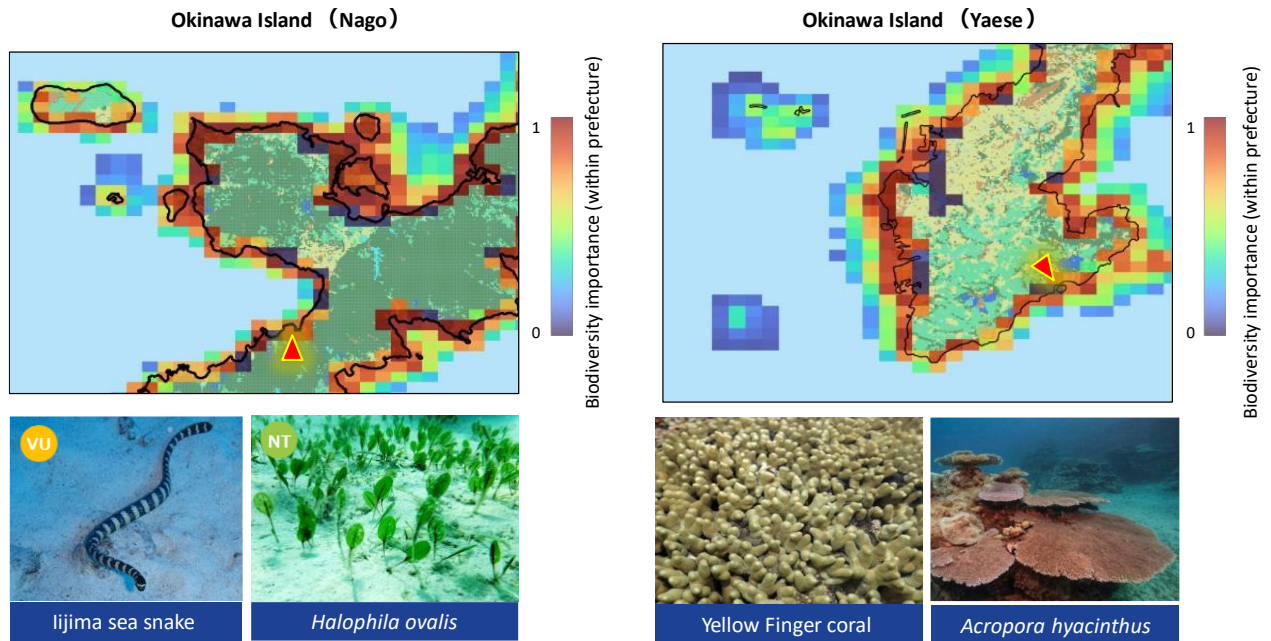 Okinawa Island （Nago）
Okinawa Island （Yaese）
1
0
Biodiversity importance (within prefecture)
1
0
Biodiversity importance (within prefecture)
VU
NT
Iijima sea snake
Halophila ovalis
Yellow Finger coral
Acropora hyacinthus